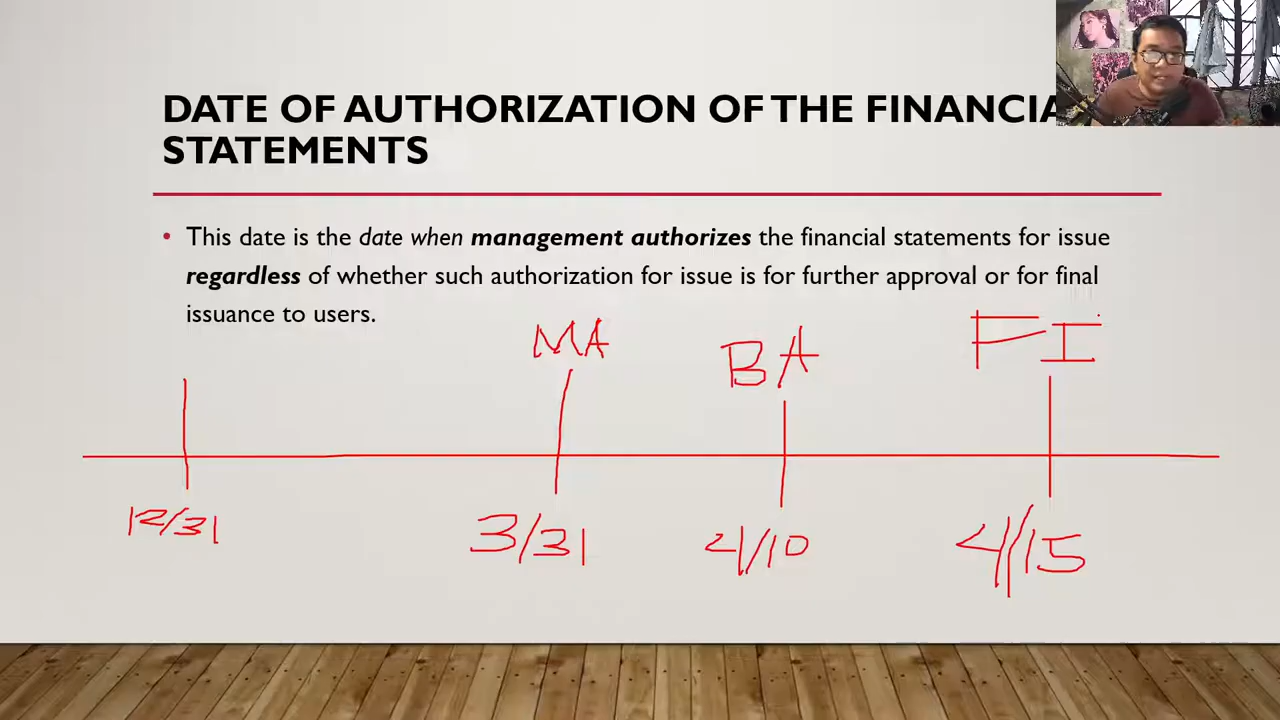 DATE OF AUTHORIZATION OF THE FINANCIA
STATEMENTS
• This date is the date when management authorizes the financial statements for issue
regardless of whether such authorization for issue is for further approval or for final
issuance to users.
MA BA FI
12/31 3/31 4/10 4/15